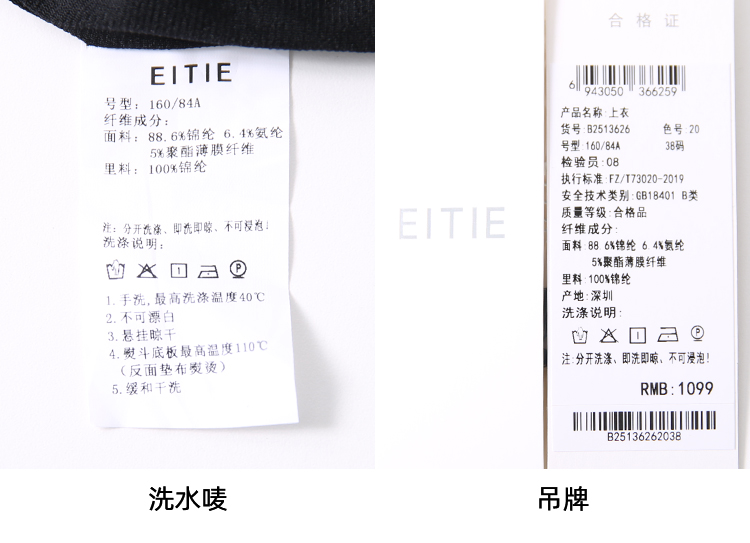 EITIE
号型：160/84A
纤维成分：
面料：88.6%锦纶 6.4%氨纶
5%聚酯薄膜纤维
里料：100%锦纶
注：分开洗涤、即洗即晾、不可浸泡！
洗涤说明：
1.手洗,最高洗涤温度40℃
2.不可漂白
3.悬挂晾干
4.熨斗底板最高温度110℃
（反面垫布熨烫）
5.缓和干洗
洗水唛
EITIE
合格证
6 943050 366259
产品名称:上衣
货号:B2513626 色号.20
号型 160/84A 38码
检验员:08
执行标准:FZ/T73020-2019
安全技术类别:GB18401 B类
质量等级:合格品
纤维成分:
面料:88.6%锦纶 6.4%氨纶
5%聚酯薄膜纤维
里料:100%锦纶
产地:深圳
洗涤说明:
注:分开洗涤、即洗即晾、不可浸泡!
RMB:1099
B25136262038
吊牌